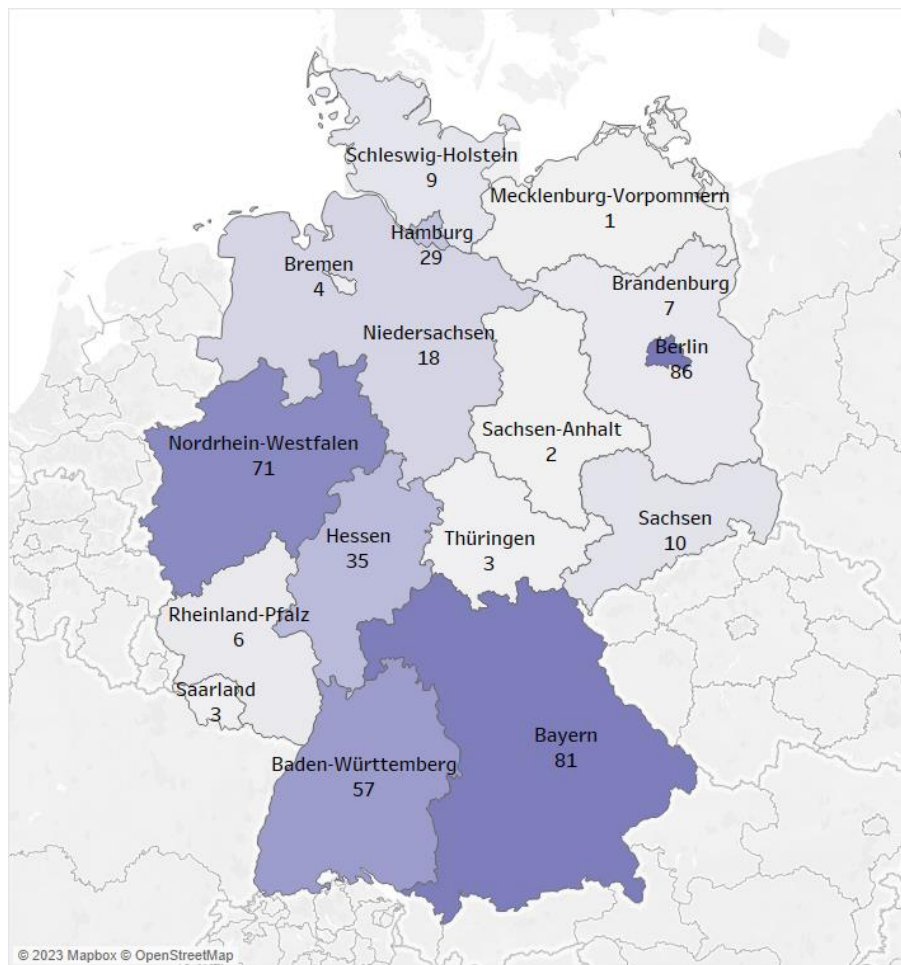 Schleswig-Holstein
9
Mecklenburg-Vorpommern
1
Hamburg
29
Bremen
4
Brandenburg
7
Niedersachsen
18
Berlin
86
Nordrhein-Westfalen
71
Sachsen-Anhalt
2
Hessen
35
Thüringen
3
Sachsen
10
Rheinland-Pfalz
6
Saarland
3
Baden-Württemberg
57
Bayern
81
© 2023 Mapbox © OpenStreetMap